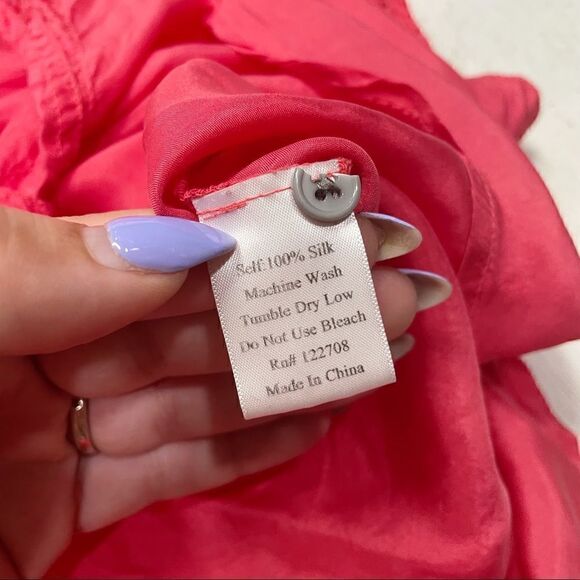 Self:100% Silk
Machine Wash
Tumble Dry Low
Do Not Use Bleach
Rn# 122708
Made In China